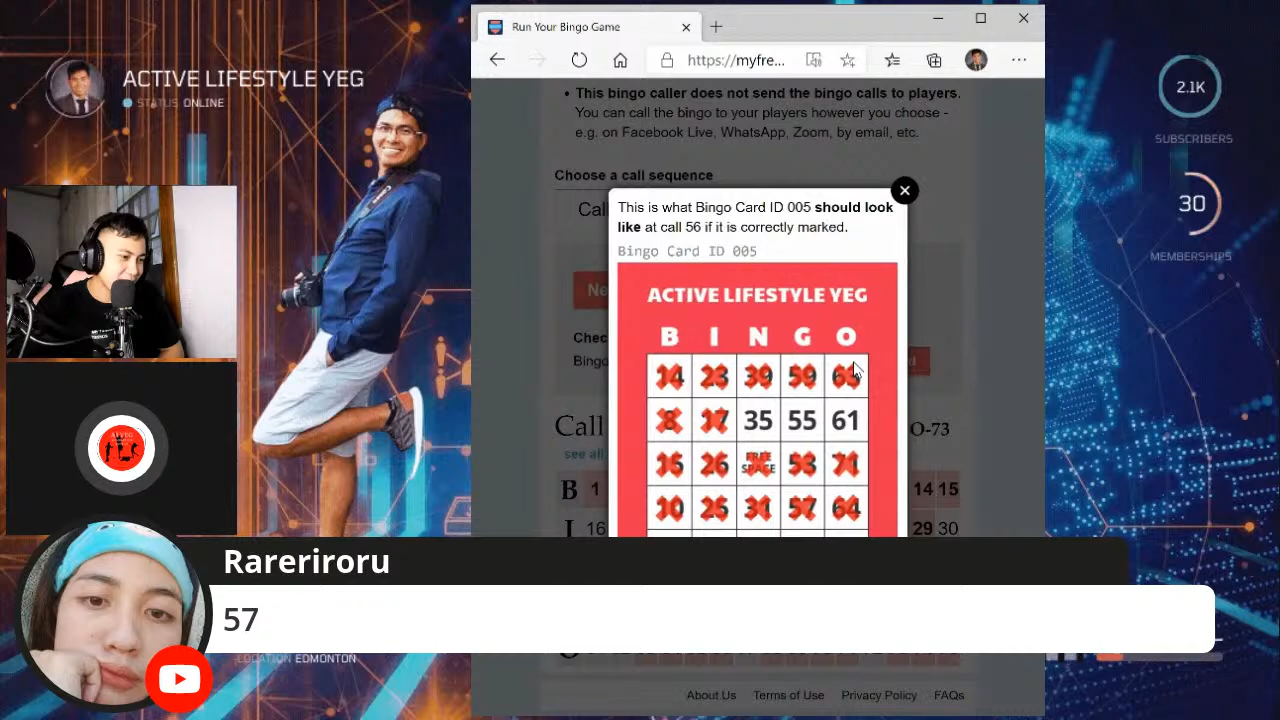 Run Your Bingo Game
https://myfre...
ACTIVE LIFESTYLE YEG
STATUS ONLINE
2.1K
SUBSCRIBERS
30
MEMBERSHIPS
• This bingo caller does not send the bingo calls to players.
You can call the bingo to your players however you choose -
e.g. on Facebook Live, WhatsApp, Zoom, by email, etc.
Choose a call sequence
Cal
This is what Bingo Card ID 005 should look
like at call 56 if it is correctly marked.
Bingo Card ID 005
Ne
Chec
Bingo
ACTIVE LIFESTYLE YEG
B I N G O
14 23 39 59 63
8 17 35 55 61
15 26 FREE SPACE 53 71
10 25 31 57 64
Call
O-73
see all
B 1
14 15
I 16
29 30
Rareriroru
57
LOCATION EDMONTON
About Us Terms of Use Privacy Policy FAQs